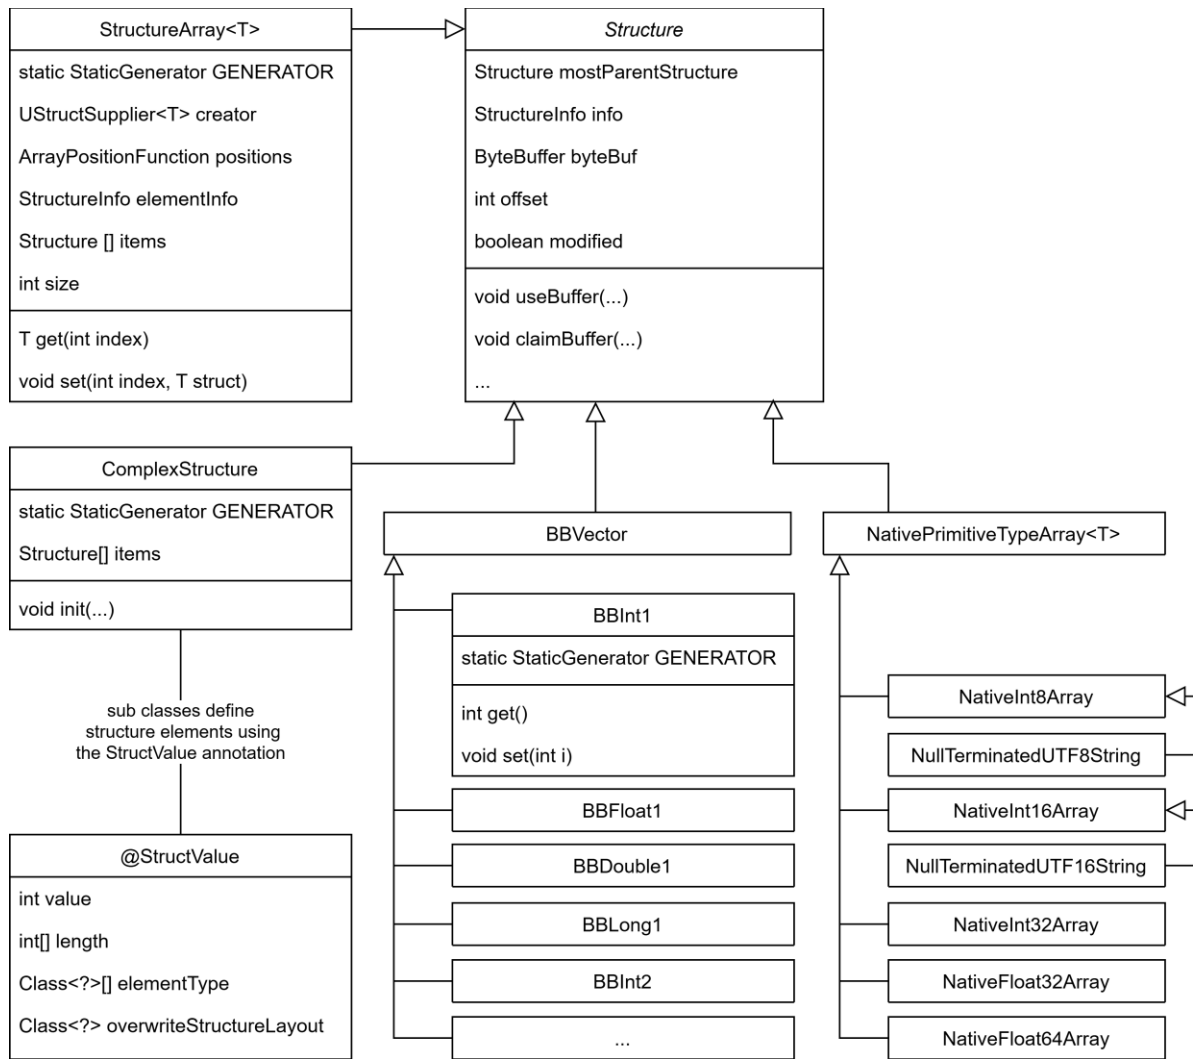 StructureArray<T>
static StaticGenerator GENERATOR
UStructSupplier<T> creator
ArrayPositionFunction positions
StructureInfo elementInfo
Structure [] items
int size
T get(int index)
void set(int index, T struct)
Structure
Structure mostParentStructure
StructureInfo info
ByteBuffer byteBuf
int offset
boolean modified
void useBuffer(...)
void claimBuffer(...)
...
ComplexStructure
static StaticGenerator GENERATOR
Structure[] items
void init(...)
sub classes define
structure elements using
the StructValue annotation
@StructValue
int value
int[] length
Class<?>[] elementType
Class<?> overwriteStructureLayout
BBVector
BBInt1
static StaticGenerator GENERATOR
int get()
void set(int i)
BBFloat1
BBDouble1
BBLong1
BBInt2
...
NativePrimitiveTypeArray<T>
NativeInt8Array
NullTerminatedUTF8String
NativeInt16Array
NullTerminatedUTF16String
NativeInt32Array
NativeFloat32Array
NativeFloat64Array